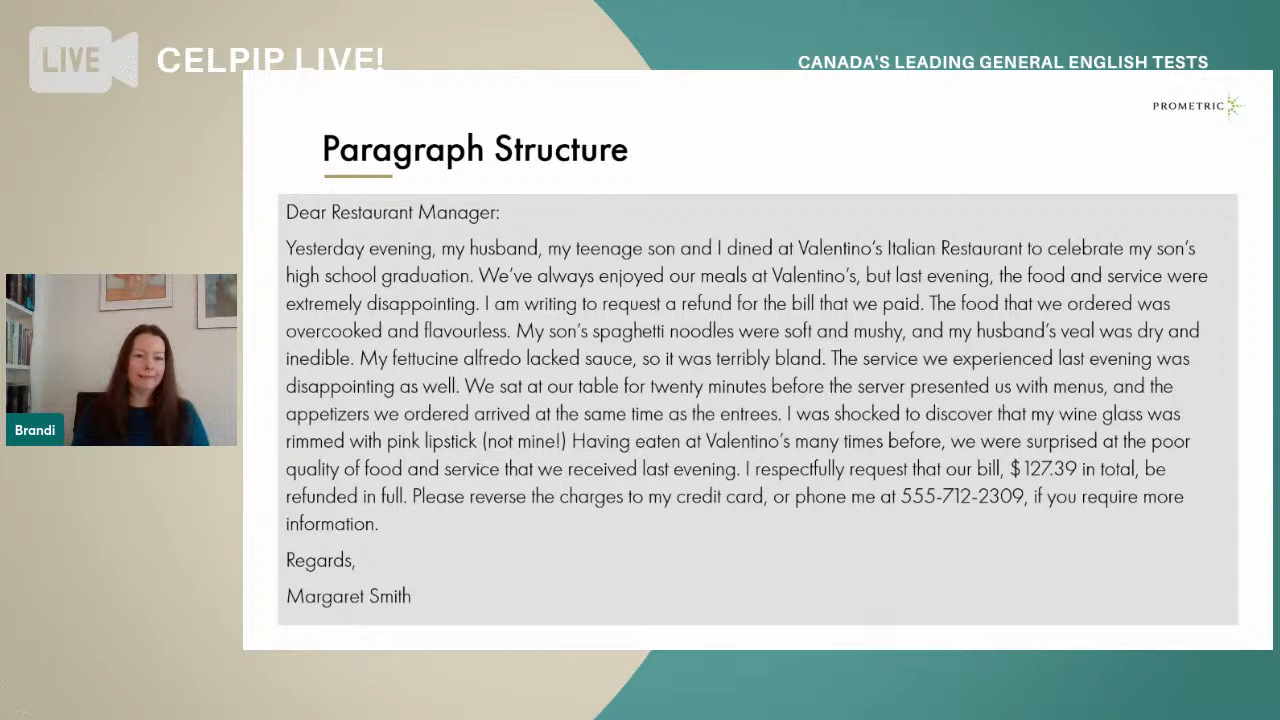 LIVE
CELPIP LIVE!
CANADA'S LEADING GENERAL ENGLISH TESTS
PROMETRIC
Paragraph Structure
Dear Restaurant Manager:
Yesterday evening, my husband, my teenage son and I dined at Valentino's Italian Restaurant to celebrate my son's
high school graduation. We've always enjoyed our meals at Valentino's, but last evening, the food and service were
extremely disappointing. I am writing to request a refund for the bill that we paid. The food that we ordered was
overcooked and flavourless. My son's spaghetti noodles were soft and mushy, and my husband's veal was dry and
inedible. My fettucine alfredo lacked sauce, so it was terribly bland. The service we experienced last evening was
disappointing as well. We sat at our table for twenty minutes before the server presented us with menus, and the
appetizers we ordered arrived at the same time as the entrees. I was shocked to discover that my wine glass was
rimmed with pink lipstick (not mine!) Having eaten at Valentino's many times before, we were surprised at the poor
quality of food and service that we received last evening. I respectfully request that our bill, $127.39 in total, be
refunded in full. Please reverse the charges to my credit card, or phone me at 555-712-2309, if you require more
information.
Regards,
Margaret Smith
Brandi